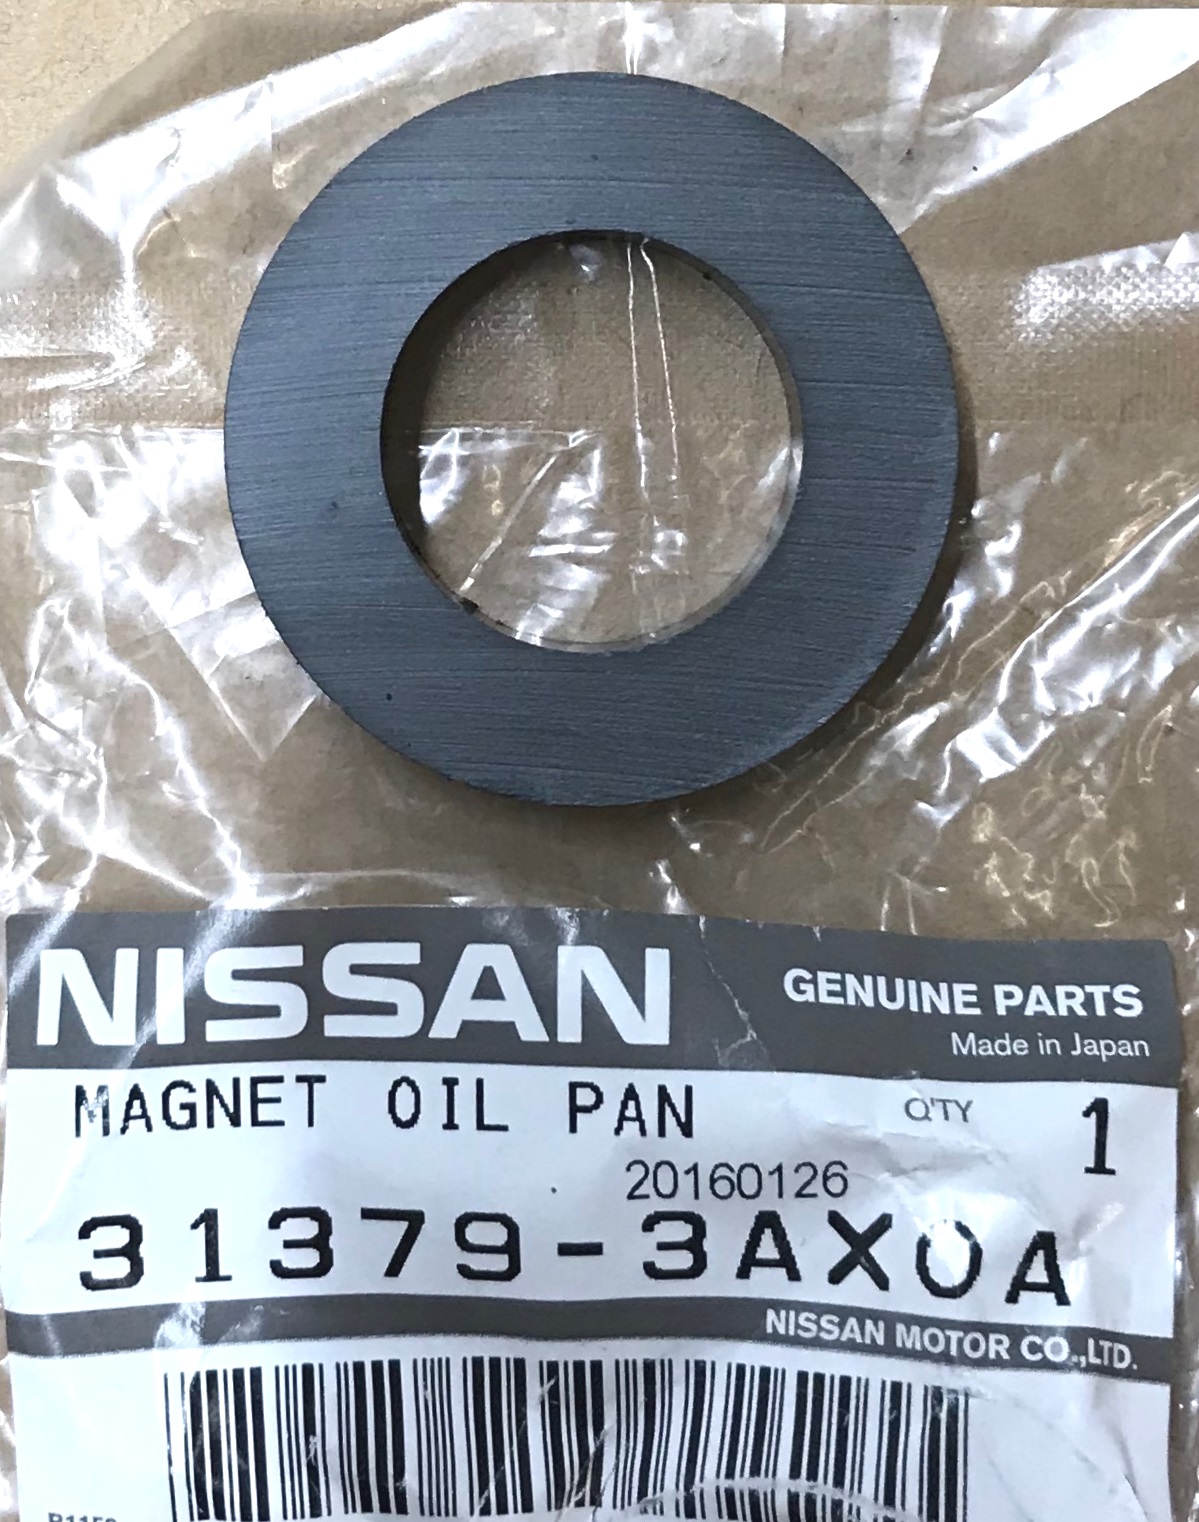 NISSAN
GENUINE PARTS
Made in Japan
MAGNET OIL PAN
Q'TY 1
20160126
31379-3AX0A
NISSAN MOTOR CO.,LTD.